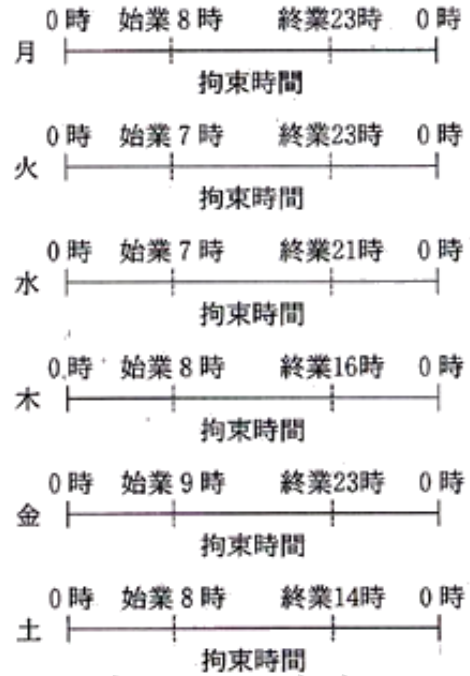 0時 始業8時 終業23時 0時
月
拘束時間
0時 始業7時 終業23時 0時
火
拘束時間
0時 始業7時 終業21時 0時
水
拘束時間
0時 始業8時 終業16時 0時
木
拘束時間
0時 始業9時 終業23時 0時
金
拘束時間
0時 始業8時 終業14時 0時
土
拘束時間